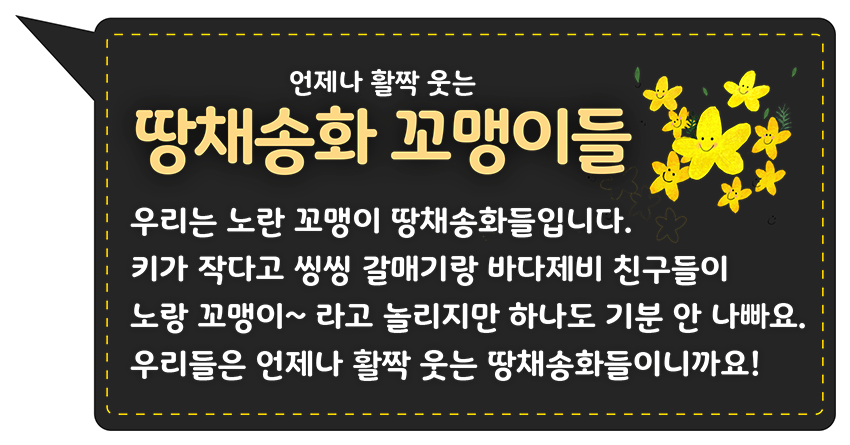 언제나 활짝 웃는
땅채송화 꼬맹이들
우리는 노란 꼬맹이 땅채송화들입니다.
키가 작다고 씽씽 갈매기랑 바다제비 친구들이
노랑 꼬맹이~ 라고 놀리지만 하나도 기분 안 나빠요.
우리들은 언제나 활짝 웃는 땅채송화들이니까요!